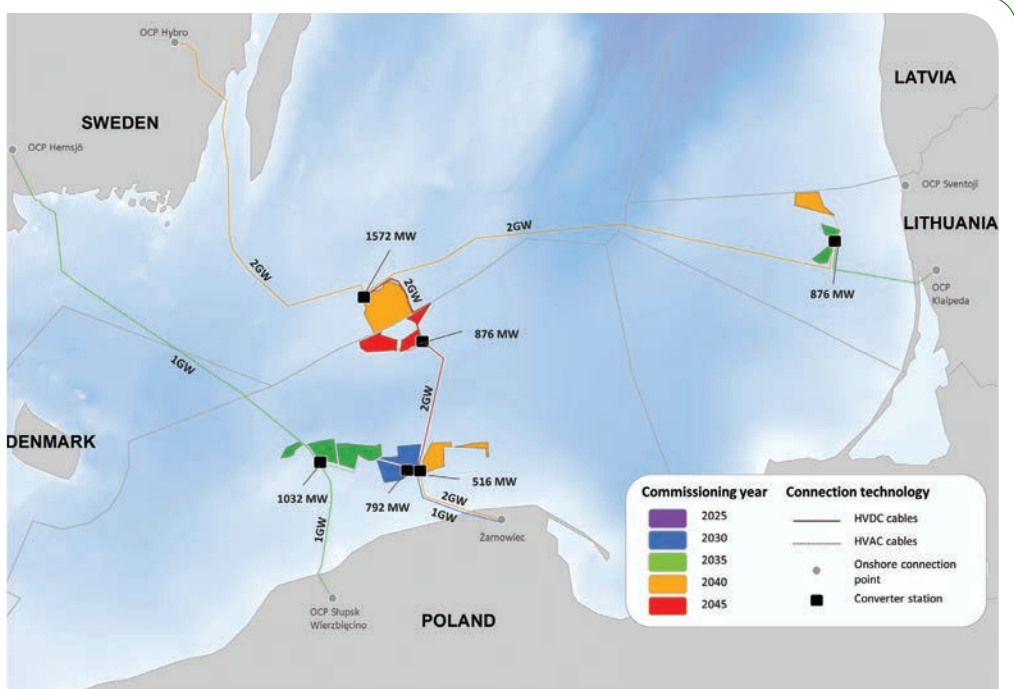 OCP Hybro
SWEDEN
LATVIA
OCP Hemsjö
OCP Sventoji
LITHUANIA
2GW
1572 MW
2GW
2GW
OCP
Klaipeda
876 MW
876 MW
1GW
2GW
DENMARK
1032 MW
792 MW
516 MW
2GW
1GW
1GW
Żarnowiec
OCP Słupsk
Wierzbięcino
POLAND
Commissioing year
2025
2030
2035
2040
2045
Connection technology
HVDC cables
HVAC cables
Onshore connection
point
Converter station